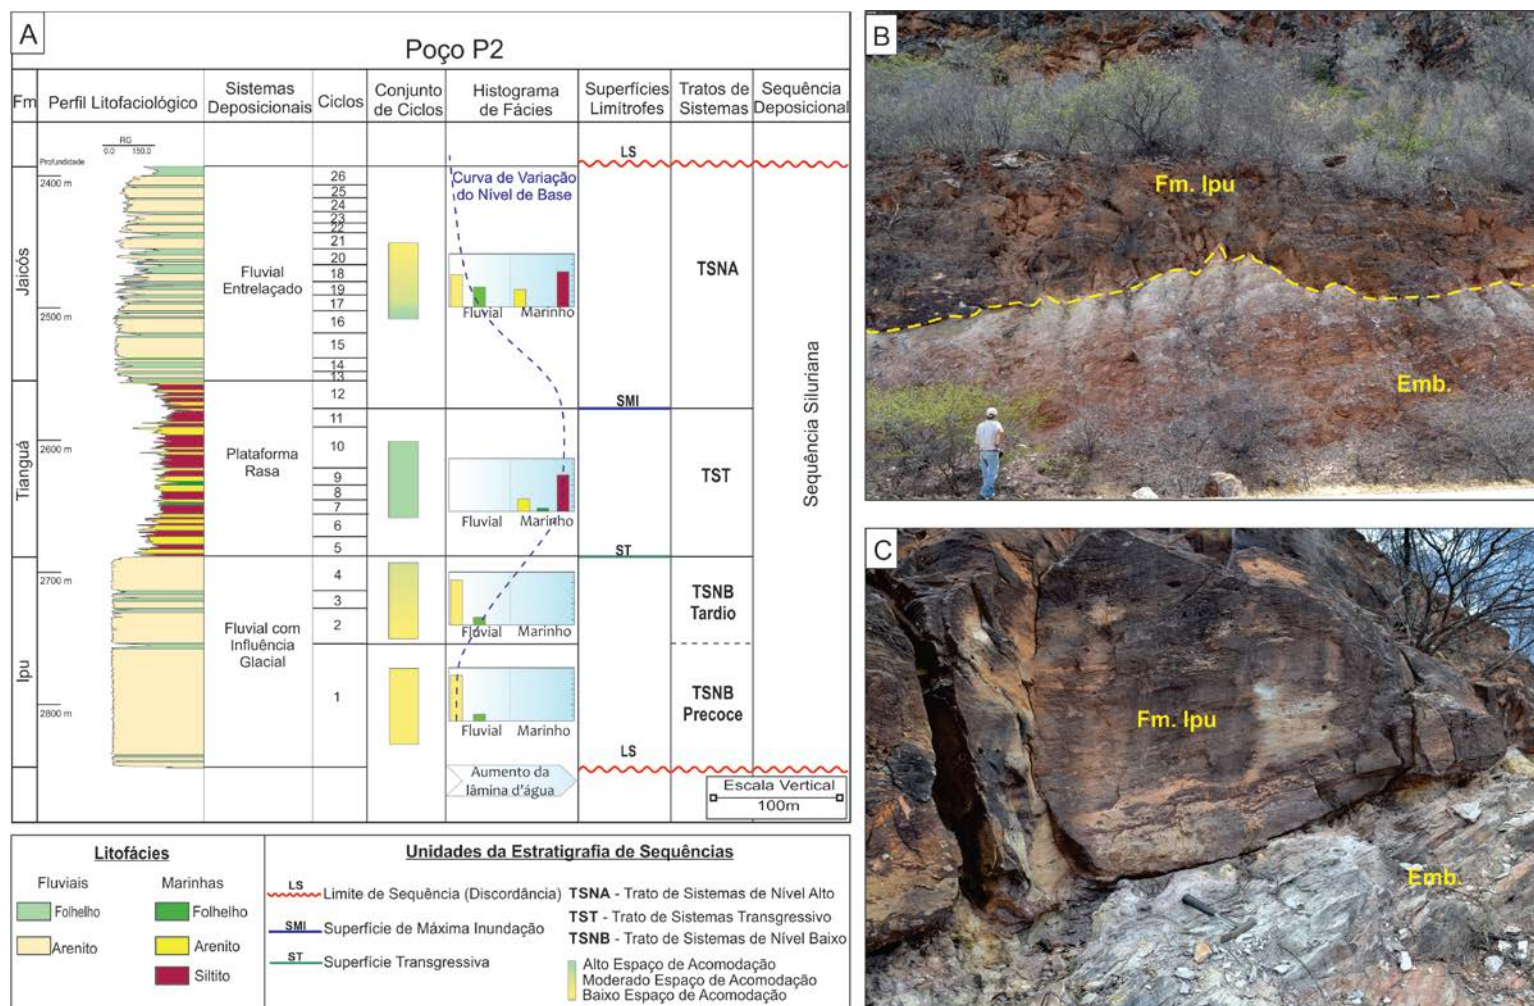 A
Poço P2
Fm
Perfil Litofaciológico
Sistemas
Deposicionais
Ciclos
Conjunto
de Ciclos
Histograma
de Fácies
Superfícies
Limítrofes
Tratos de
Sistemas
Sequência
Deposicional
RG
0.0 150.0
Profundidade
2400 m
2500 m
2600 m
2700 m
2800 m
Jaicós
Tianguá
Ipu
Fluvial
Entrelaçado
Plataforma
Rasa
Fluvial com
Influência
Glacial
26
25
24
23
22
21
20
18
19
17
16
15
14
13
12
11
10
9
8
7
6
5
4
3
2
1
Curva de Variação
do Nível de Base
Fluvial Marinho
Fluvial Marinho
Fluvial Marinho
Fluvial Marinho
Aumento da
lâmina d'água
LS
SMI
ST
LS
TSNA
TST
TSNB
Tardio
TSNB
Precoce
Sequência Siluriana
Escala Vertical
100m
Litofácies
Fluviais
Folhelho
Arenito
Marinhas
Folhelho
Arenito
Siltito
Unidades da Estratigrafia de Sequências
LS Limite de Sequência (Discordância)
SMI Superfície de Máxima Inundação
ST Superfície Transgressiva
TSNA - Trato de Sistemas de Nível Alto
TST - Trato de Sistemas Transgressivo
TSNB - Trato de Sistemas de Nível Baixo
Alto Espaço de Acomodação
Moderado Espaço de Acomodação
Baixo Espaço de Acomodação
B
Fm. Ipu
Emb.
C
Fm. Ipu
Emb.